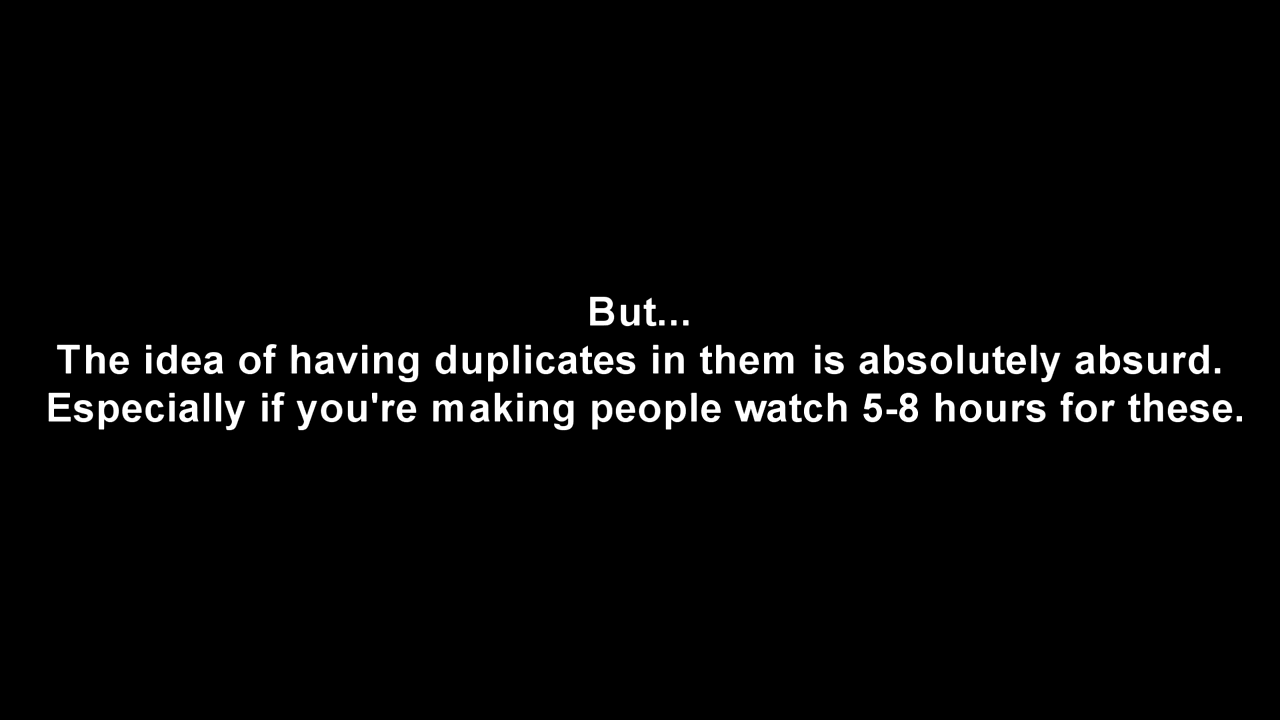 But...
The idea of having duplicates in them is absolutely absurd.
Especially if you're making people watch 5-8 hours for these.